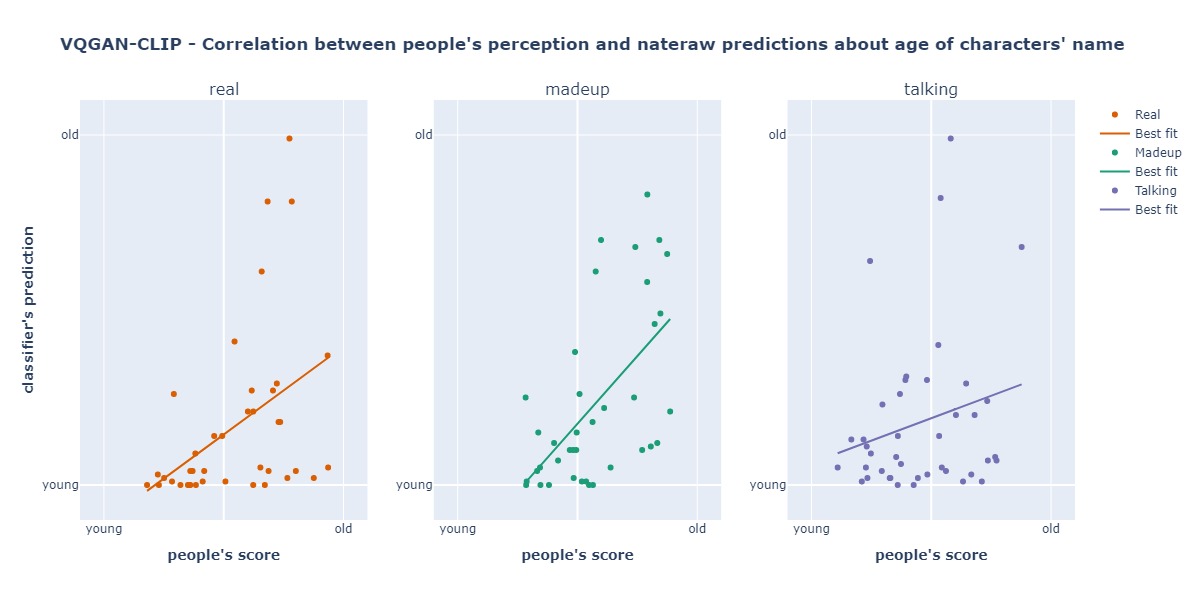 VQGAN-CLIP - Correlation between people's perception and nateraw predictions about age of characters' name
real
madeup
talking
old
old
old
Real
Best fit
Madeup
Best fit
Talking
Best fit
classifier's prediction
young
young
young
young
old
young
old
young
old
people's score
people's score
people's score